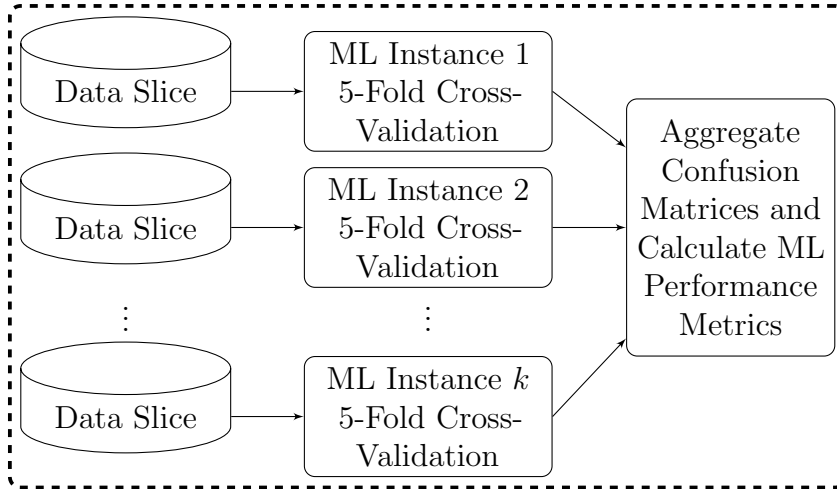 Data Slice
ML Instance 1
5-Fold Cross-
Validation
Data Slice
ML Instance 2
5-Fold Cross-
Validation
⋮
⋮
Data Slice
ML Instance k
5-Fold Cross-
Validation
Aggregate
Confusion
Matrices and
Calculate ML
Performance
Metrics